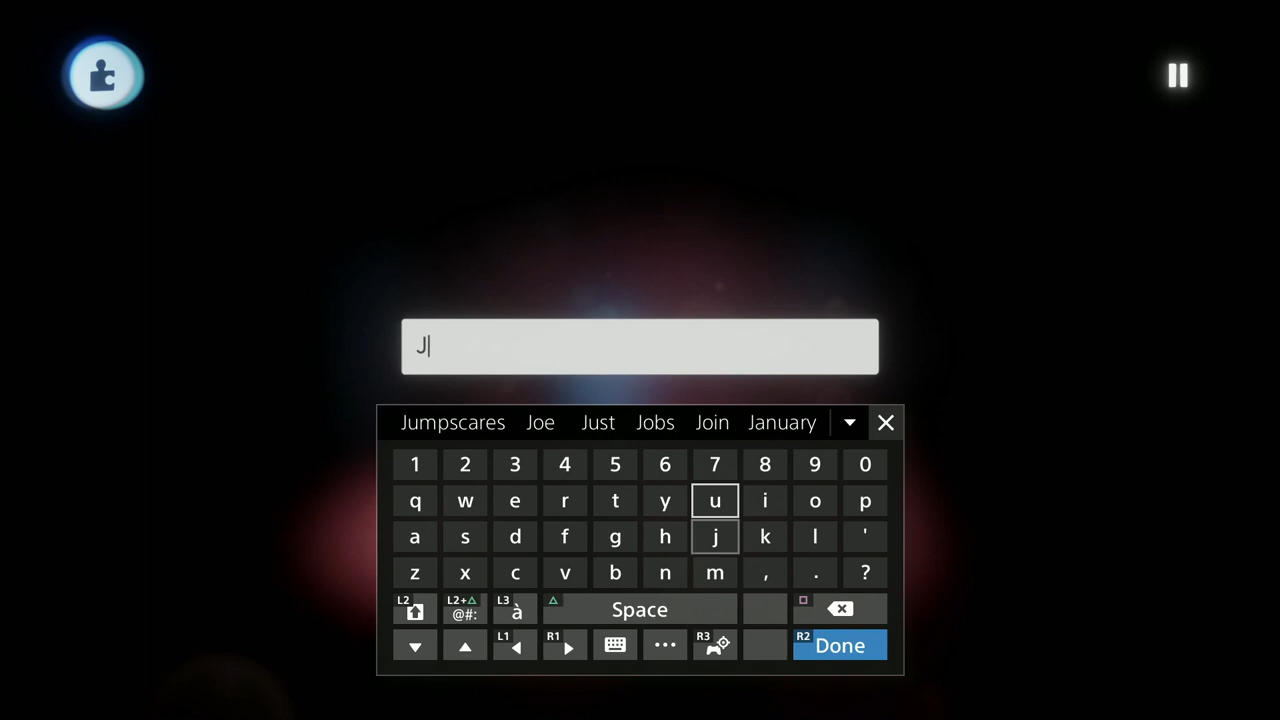 J
Jumpscares Joe Just Jobs Join January
1 2 3 4 5 6 7 8 9 0
q w e r t y u i o p
a s d f g h j k l '
z x c v b n m , . ?
L2 L2+△ @#: L3 à △ Space □
L1 R1 ... R3 R2 Done